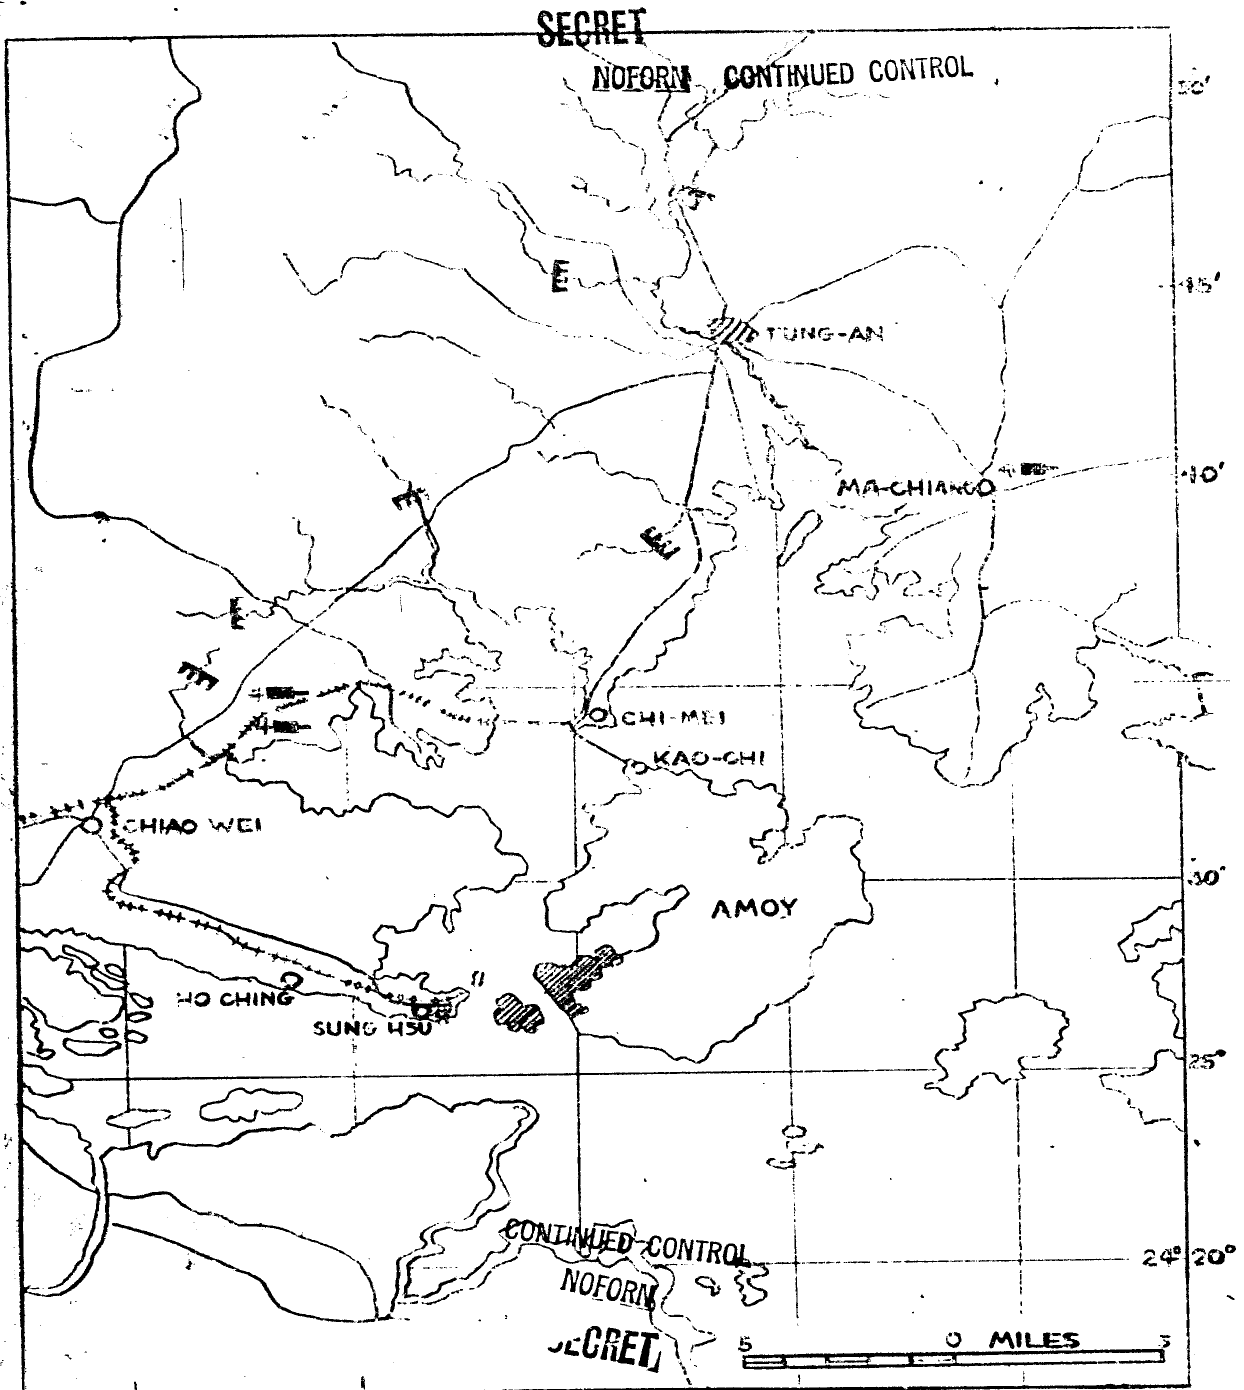 SECRET
NOFORN CONTINUED CONTROL
15'
TUNG-AN
10'
MA-CHIANG
CHI-MEI
KAO-CHI
CHIAO WEI
30'
AMOY
HO CHING
SUNG HSU
25°
CONTINUED CONTROL
24° 20°
NOFORN
SECRET
5 0 MILES